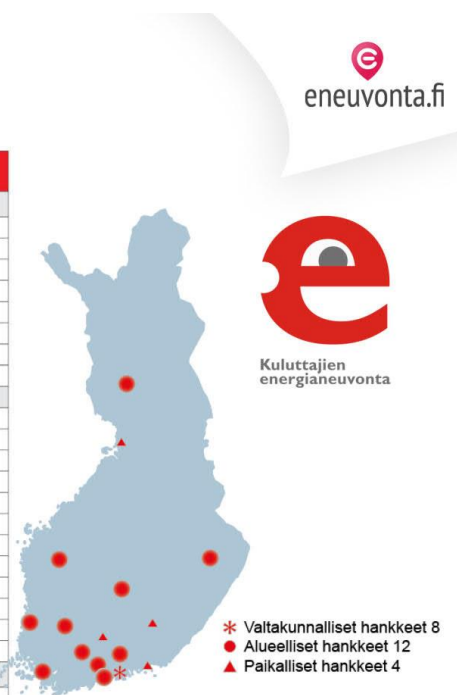 eneuvonta.fi
Kuluttajien
energianeuvonta
Valtakunnalliset hankkeet 8
Alueelliset hankkeet 12
Paikalliset hankkeet 4